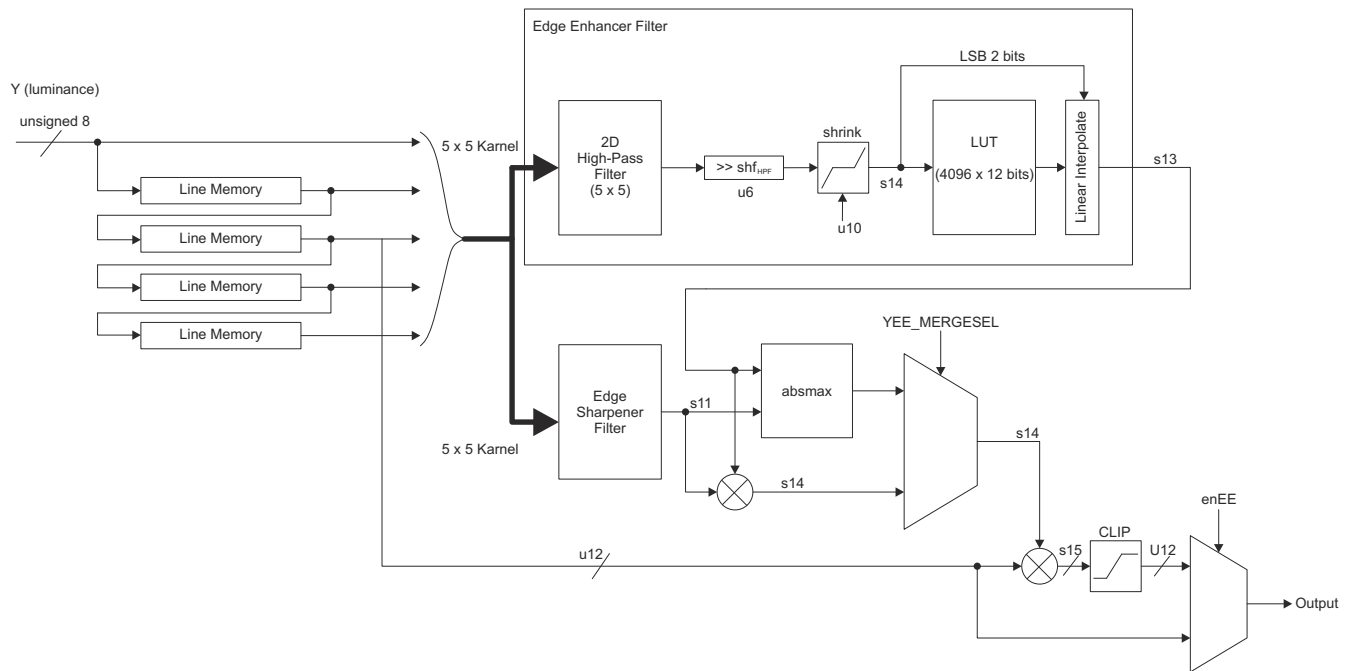 Edge Enhancer Filter
LSB 2 bits
Y (luminance)
unsigned 8
5 x 5 Karnel
2D
High-Pass
Filter
(5 x 5)
>> shfHPF
u6
shrink
u10
s14
LUT
(4096 x 12 bits)
Linear Interpolate
s13
Line Memory
Line Memory
Line Memory
Line Memory
YEE_MERGESEL
Edge
Sharpener
Filter
5 x 5 Karnel
s11
absmax
s14
s14
enEE
u12
s15
CLIP
U12
Output